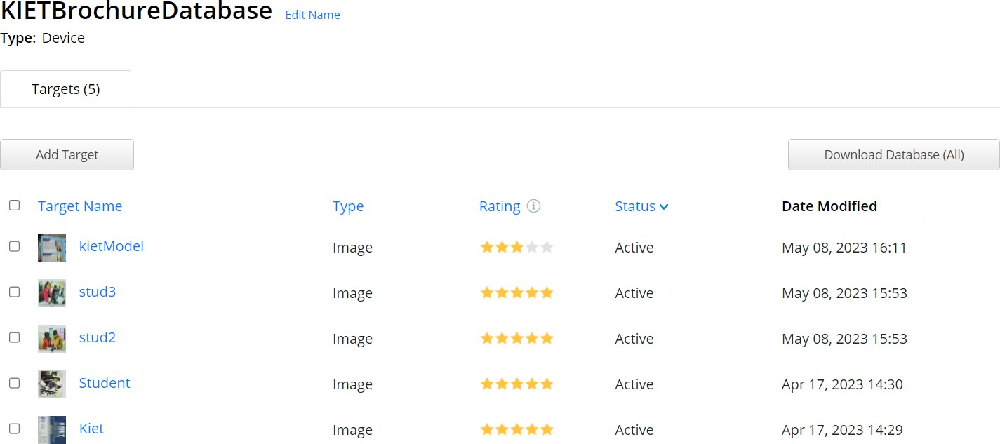 KIETBrochureDatabase Edit Name
Type: Device
Targets (5)
Add Target Download Database (All)
Target Name Type Rating Status Date Modified
kietModel Image Active May 08, 2023 16:11
stud3 Image Active May 08, 2023 15:53
stud2 Image Active May 08, 2023 15:53
Student Image Active Apr 17, 2023 14:30
Kiet Image Active Apr 17, 2023 14:29